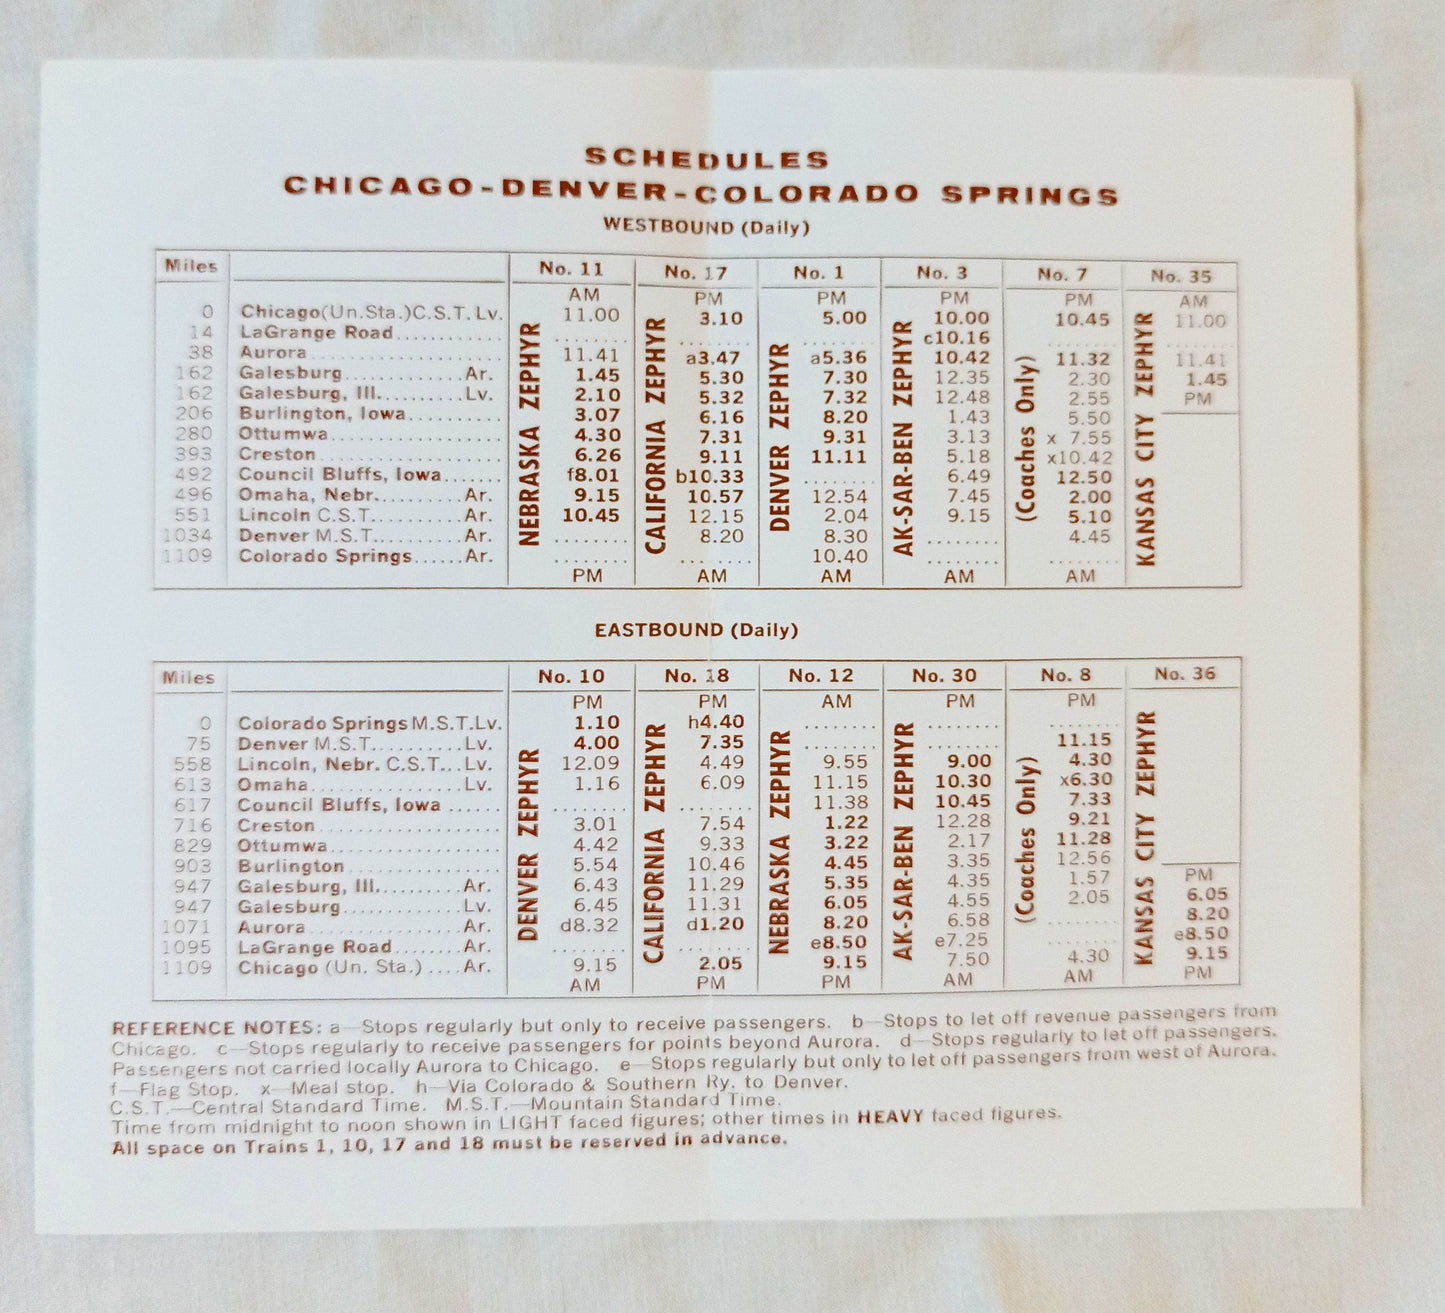 SCHEDULES
CHICAGO-DENVER-COLORADO SPRINGS
WESTBOUND (Daily)
Miles No. 11 No. 17 No. 1 No. 3 No. 7 No. 35
AM PM PM PM PM AM
0 Chicago(Un.Sta.)C.S.T. Lv. 11.00 3.10 5.00 10.00 10.45 11.00
14 LaGrange Road............ ........ ........ ........ c10.16 ........ ........
38 Aurora.................... 11.41 a3.47 a5.36 10.42 11.32 11.41
162 Galesburg............Ar. 1.45 5.30 7.30 12.35 2.30 1.45
162 Galesburg, Ill..........Lv. 2.10 5.32 7.32 12.48 2.55 PM
206 Burlington, Iowa.......... 3.07 6.16 8.20 1.43 5.50
280 Ottumwa.................. 4.30 7.31 9.31 3.13 x 7.55
393 Creston................... 6.26 9.11 11.11 5.18 x10.42
492 Council Bluffs, Iowa....... f8.01 b10.33 ........ 6.49 12.50
496 Omaha, Nebr..........Ar. 9.15 10.57 12.54 7.45 2.00
551 Lincoln C.S.T..........Ar. 10.45 12.15 2.04 9.15 5.10
1034 Denver M.S.T..........Ar. ........ 8.20 8.30 ........ 4.45
1109 Colorado Springs......Ar. ........ ........ 10.40 ........ ........
PM AM AM AM AM
NEBRASKA ZEPHYR
CALIFORNIA ZEPHYR
DENVER ZEPHYR
AK-SAR-BEN ZEPHYR
(Coaches Only)
KANSAS CITY ZEPHYR
EASTBOUND (Daily)
Miles No. 10 No. 18 No. 12 No. 30 No. 8 No. 36
PM PM AM PM PM
0 Colorado Springs M.S.T.Lv. 1.10 h4.40 ........ ........ ........
75 Denver M.S.T..........Lv. 4.00 7.35 ........ ........ 11.15
558 Lincoln, Nebr. C.S.T...Lv. 12.09 4.49 9.55 9.00 4.30
613 Omaha.................Lv. 1.16 6.09 11.15 10.30 x6.30
617 Council Bluffs, Iowa ...... ........ ........ 11.38 10.45 7.33
716 Creston.................... 3.01 7.54 1.22 12.28 9.21
829 Ottumwa.................. 4.42 9.33 3.22 2.17 11.28
903 Burlington................. 5.54 10.46 4.45 3.35 12.56
947 Galesburg, Ill..........Ar. 6.43 11.29 5.35 4.35 1.57 PM
947 Galesburg.............Lv. 6.45 11.31 6.05 4.55 2.05 6.05
1071 Aurora................Ar. d8.32 d1.20 8.20 6.58 ........ 8.20
1095 LaGrange Road.......Ar. ........ ........ e8.50 e7.25 ........ e8.50
1109 Chicago (Un. Sta.) ....Ar. 9.15 2.05 9.15 7.50 4.30 9.15
AM PM PM AM AM PM
DENVER ZEPHYR
CALIFORNIA ZEPHYR
NEBRASKA ZEPHYR
AK-SAR-BEN ZEPHYR
(Coaches Only)
KANSAS CITY ZEPHYR
REFERENCE NOTES: a—Stops regularly but only to receive passengers. b—Stops to let off revenue passengers from
Chicago. c—Stops regularly to receive passengers for points beyond Aurora. d—Stops regularly to let off passengers.
Passengers not carried locally Aurora to Chicago. e—Stops regularly but only to let off passengers from west of Aurora.
f—Flag Stop. x—Meal stop. h—Via Colorado & Southern Ry. to Denver.
C.S.T.—Central Standard Time. M.S.T.—Mountain Standard Time.
Time from midnight to noon shown in LIGHT faced figures; other times in HEAVY faced figures.
All space on Trains 1, 10, 17 and 18 must be reserved in advance.